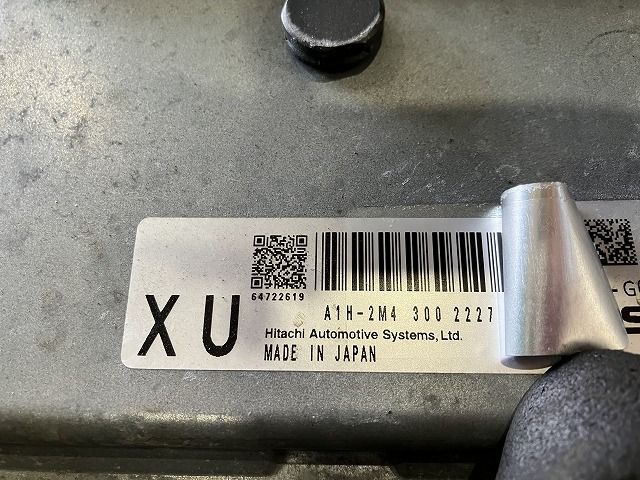 XU
64722619
A1H-2M4 300 2227
Hitachi Automotive Systems, Ltd.
MADE IN JAPAN